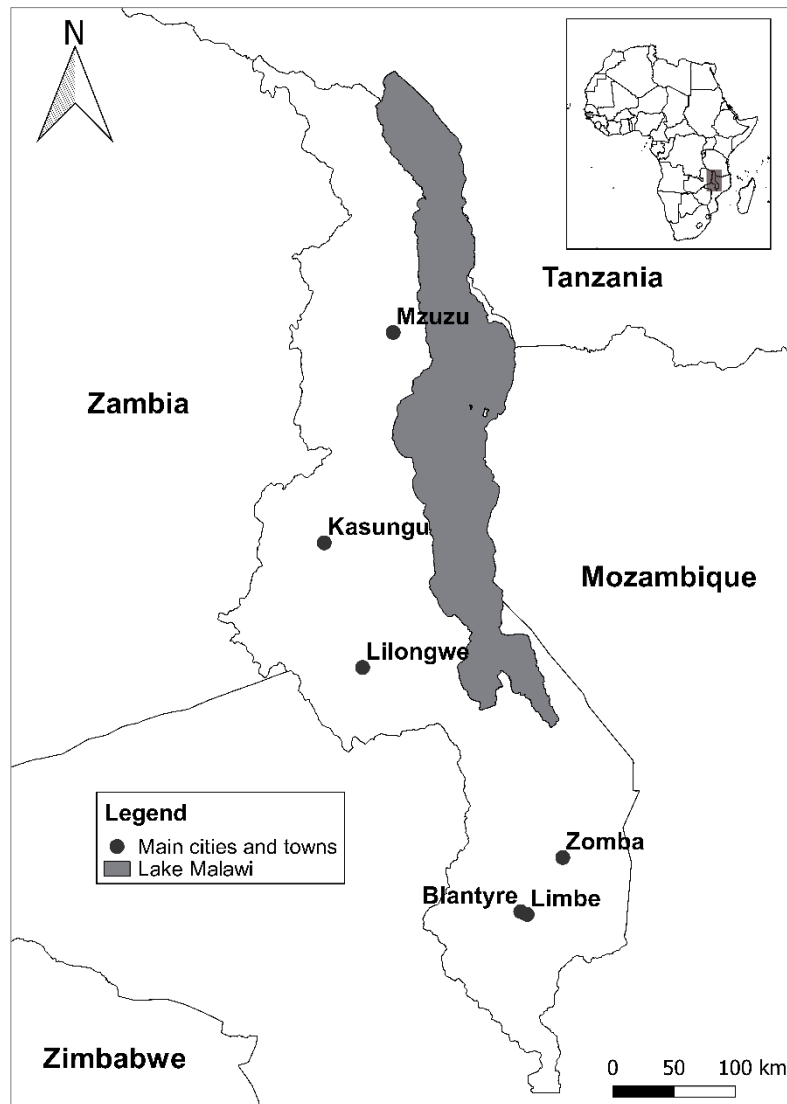 N
Tanzania
Mzuzu
Zambia
Kasungu
Mozambique
Lilongwe
Legend
Main cities and towns
Lake Malawi
Zomba
Blantyre Limbe
Zimbabwe
0 50 100 km